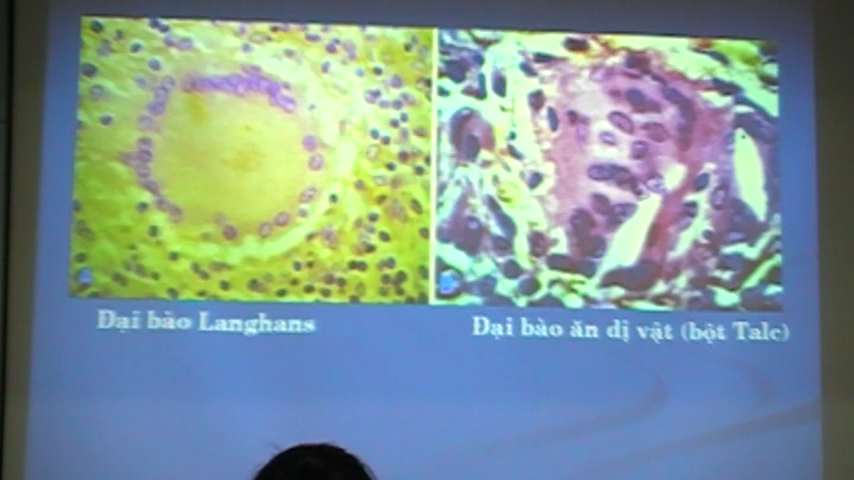 Đại bào Langhans
Đại bào ăn dị vật (bột Talc)